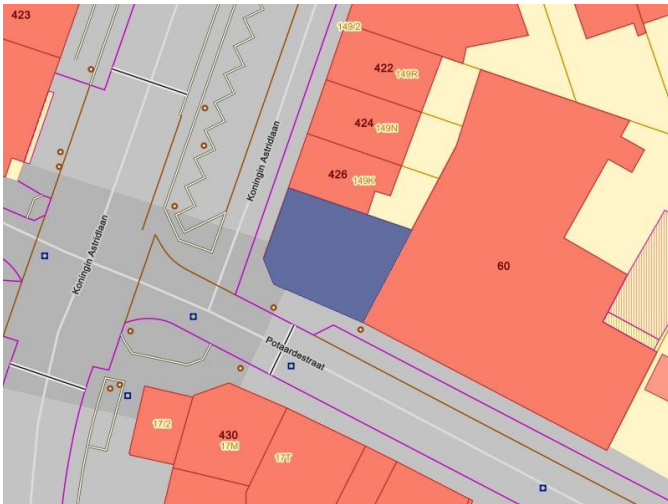 423
149/2
422
149R
424
149N
Koningin Astridlaan
426
149K
Koningin Astridlaan
60
Potaardestraat
17/2
430
17M
17T